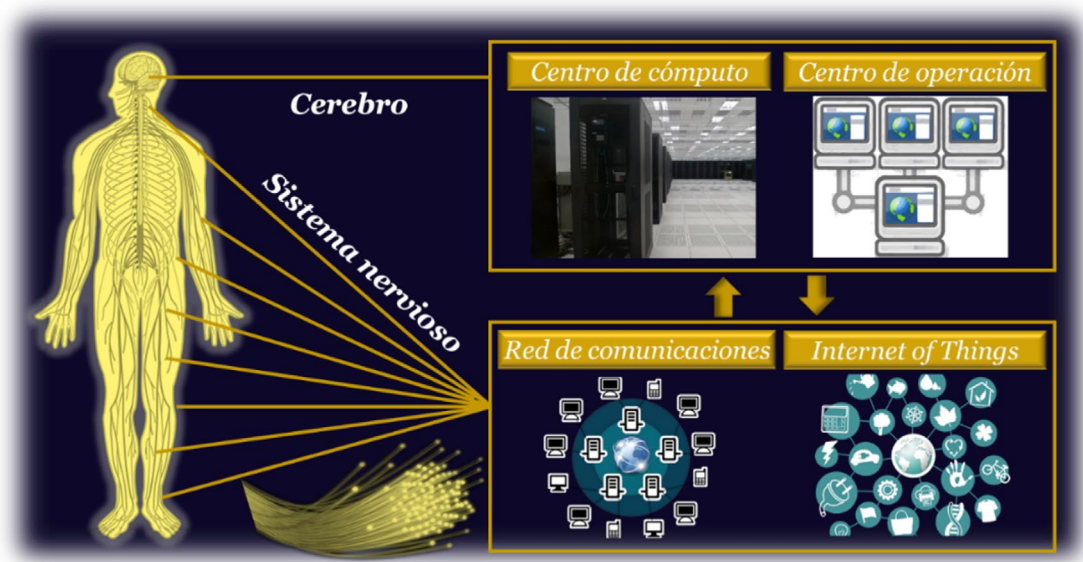 Centro de cómputo
Centro de operación
Cerebro
Sistema nervioso
Red de comunicaciones
Internet of Things